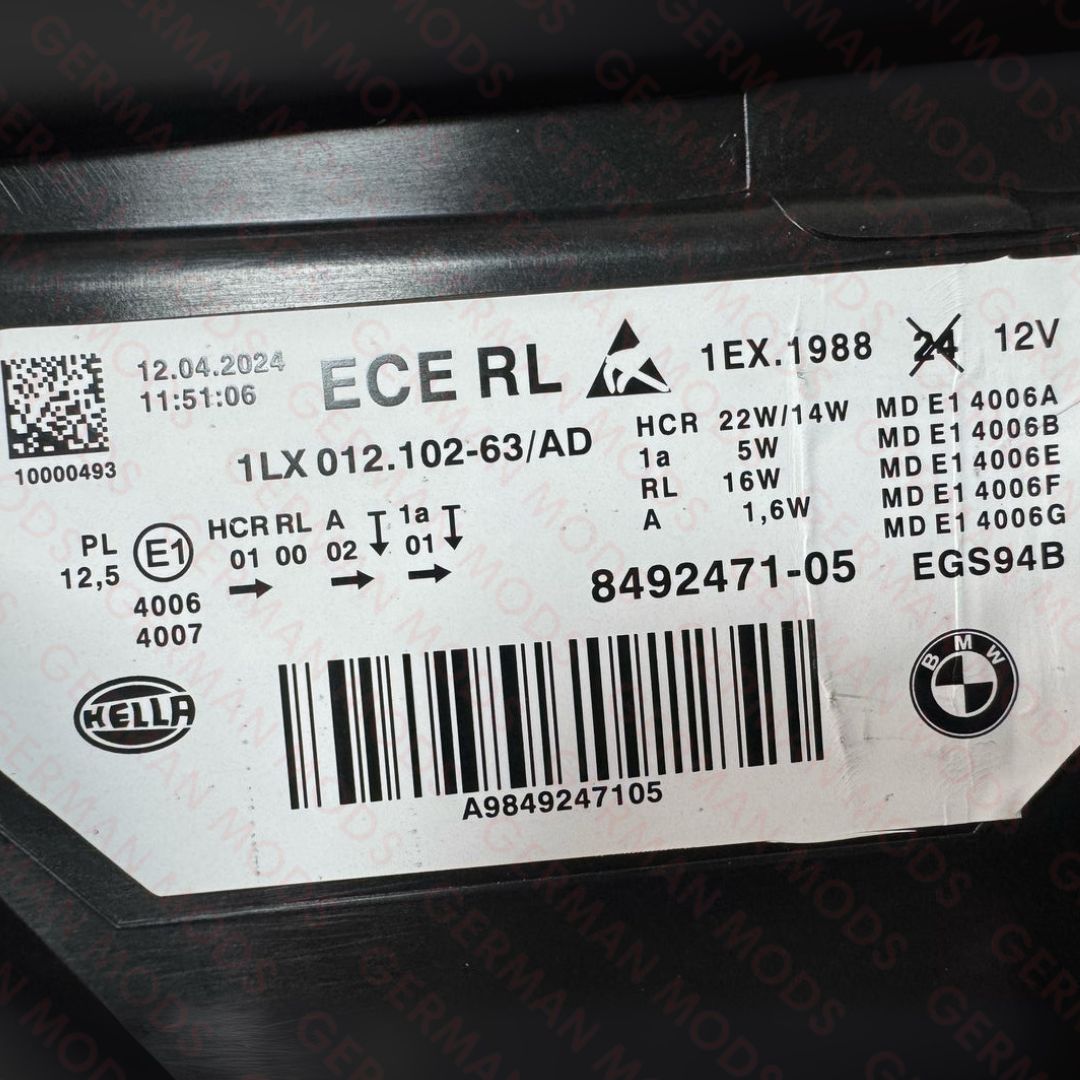 12.04.2024
11:51:06
ECE RL
1EX.1988
24 12V
10000493
1LX 012.102-63/AD
HCR 22W/14W
1a 5W
RL 16W
A 1,6W
MD E1 4006A
MD E1 4006B
MD E1 4006E
MD E1 4006F
MD E1 4006G
PL
12,5
E1
HCR RL A 1a
01 00 02 01
4006
4007
8492471-05
EGS94B
HELLA
BMW
A9849247105
GERMAN MODS